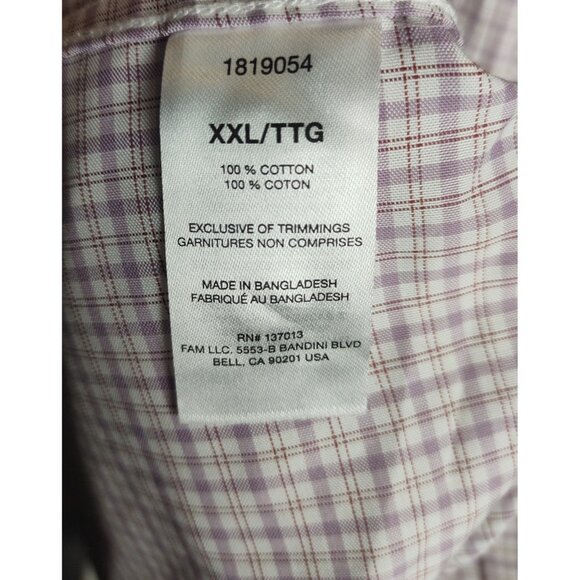 1819054
XXL/TTG
100 % COTTON
100 % COTON
EXCLUSIVE OF TRIMMINGS
GARNITURES NON COMPRISES
MADE IN BANGLADESH
FABRIQUÉ AU BANGLADESH
RN# 137013
FAM LLC. 5553-B BANDINI BLVD
BELL, CA 90201 USA